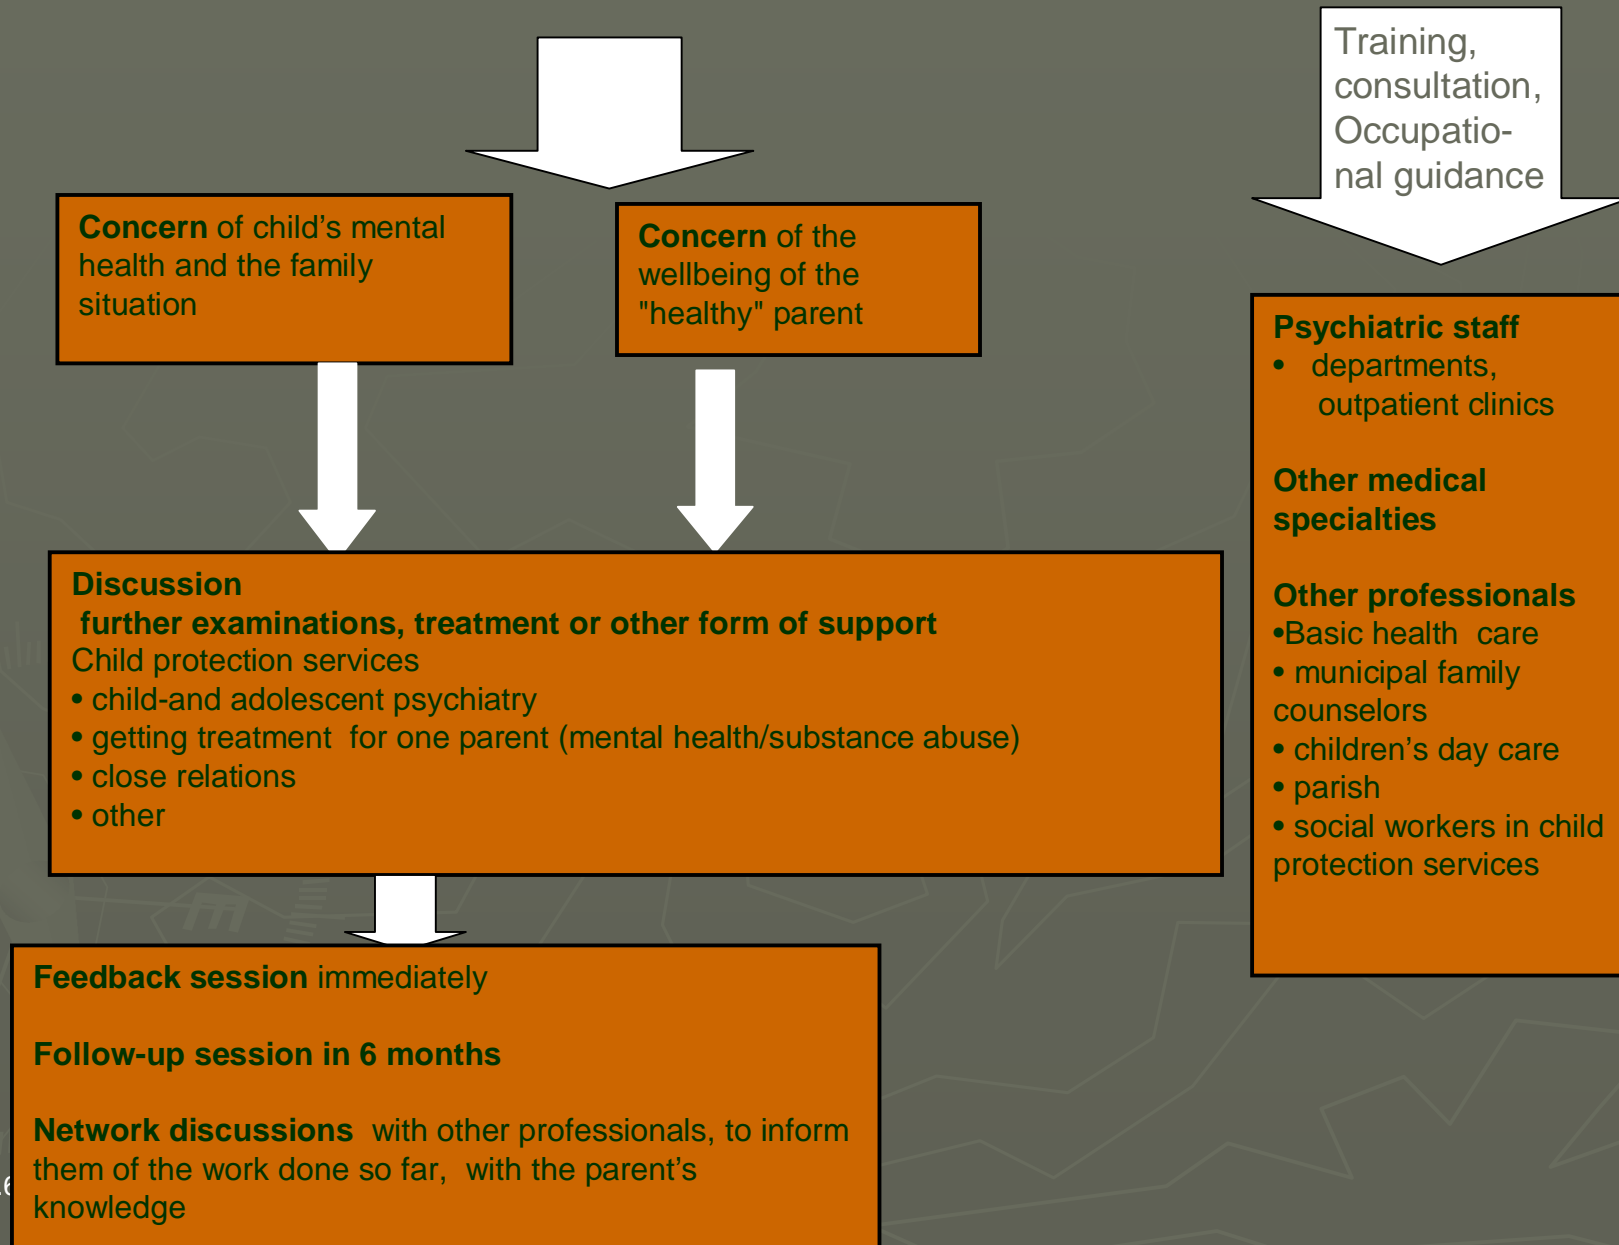 Training,
consultation,
Occupatio-
nal guidance
Concern of child’s mental
health and the family
situation
Concern of the
wellbeing of the
"healthy" parent
Psychiatric staff
• departments,
outpatient clinics
Other medical
specialties
Other professionals
•Basic health care
• municipal family
counselors
• children’s day care
• parish
• social workers in child
protection services
Discussion
further examinations, treatment or other form of support
Child protection services
• child-and adolescent psychiatry
• getting treatment for one parent (mental health/substance abuse)
• close relations
• other
Feedback session immediately
Follow-up session in 6 months
Network discussions with other professionals, to inform
them of the work done so far, with the parent’s
knowledge